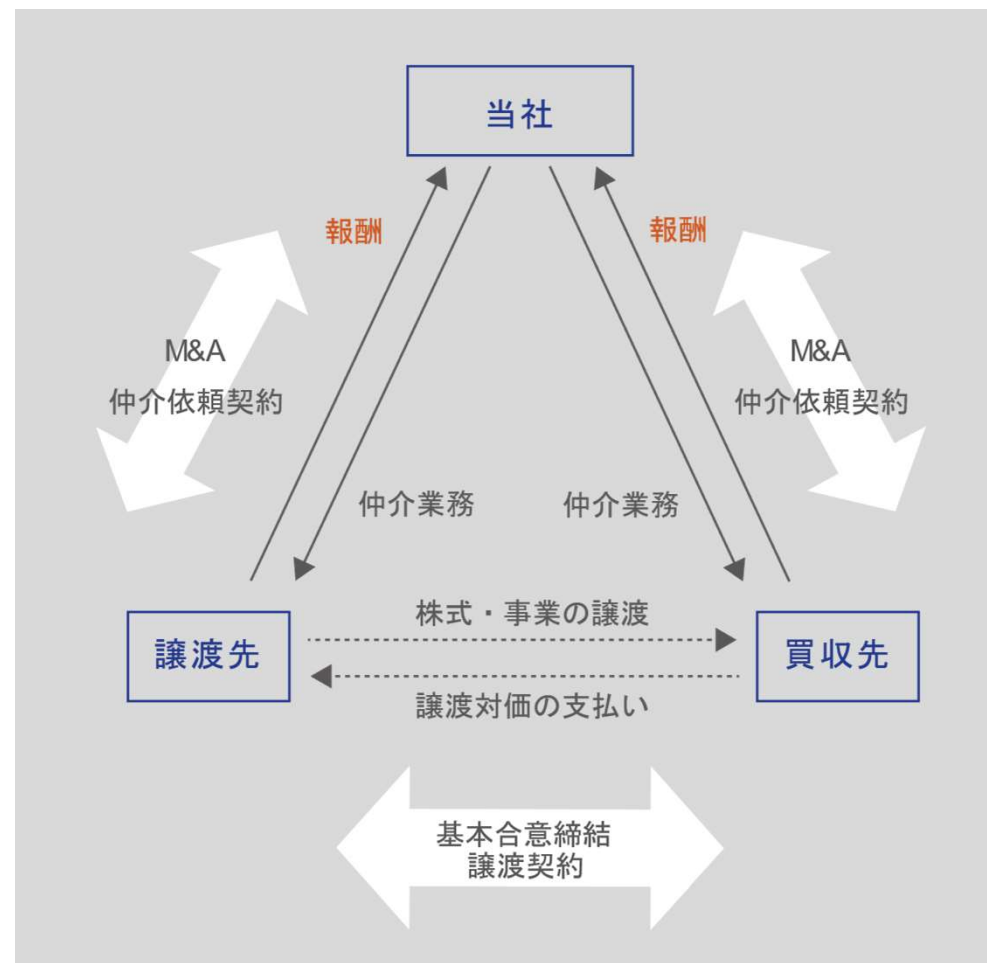 当社
報酬
報酬
M&A
仲介依頼契約
M&A
仲介依頼契約
仲介業務
仲介業務
株式・事業の譲渡
譲渡先
買収先
譲渡対価の支払い
基本合意締結
譲渡契約